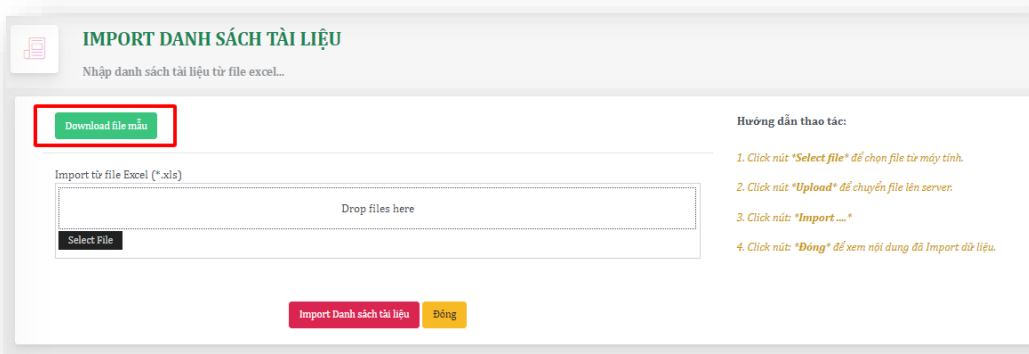 IMPORT DANH SÁCH TÀI LIỆU
Nhập danh sách tài liệu từ file excel...
Download file mẫu
Import từ file Excel (*.xls)
Drop files here
Select File
Import Danh sách tài liệu
Đóng
Hướng dẫn thao tác:
1. Click nút *Select file* để chọn file từ máy tính.
2. Click nút *Upload* để chuyển file lên server.
3. Click nút: *Import ....*
4. Click nút: *Đóng* để xem nội dung đã Import dữ liệu.